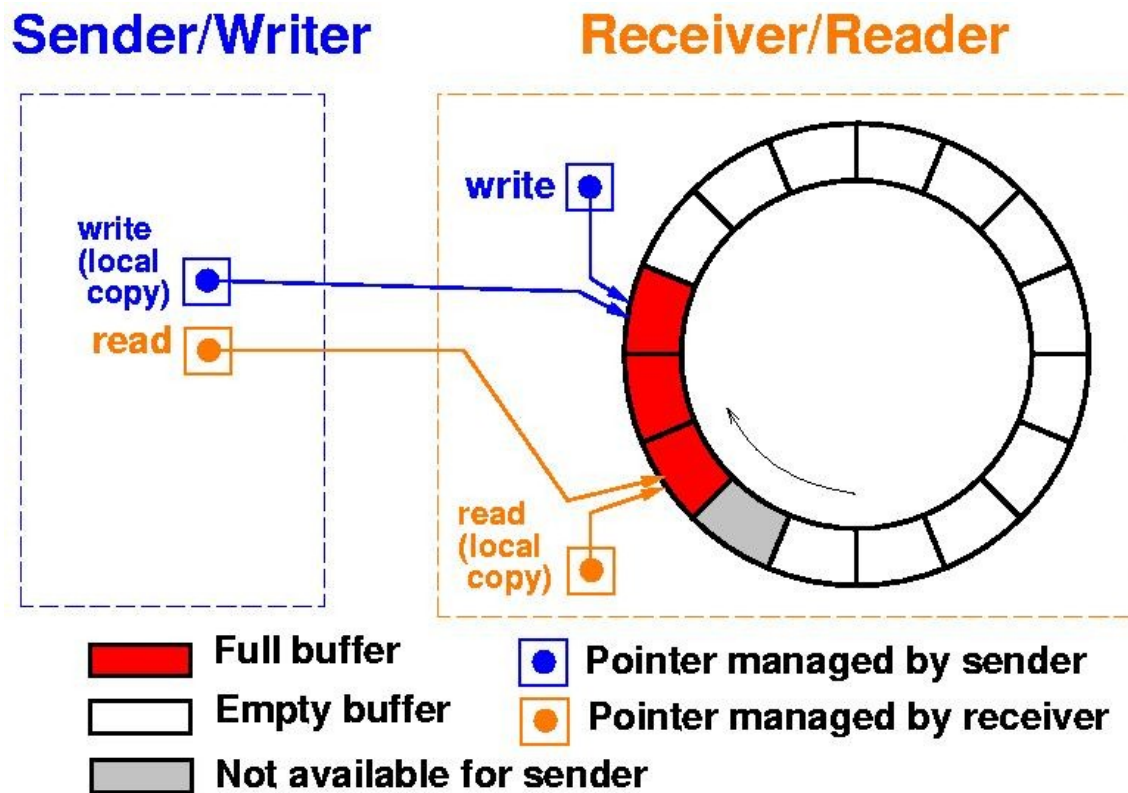 Sender/Writer
Receiver/Reader
write
write
(local
copy)
read
read
(local
copy)
Full buffer
Pointer managed by sender
Empty buffer
Pointer managed by receiver
Not available for sender